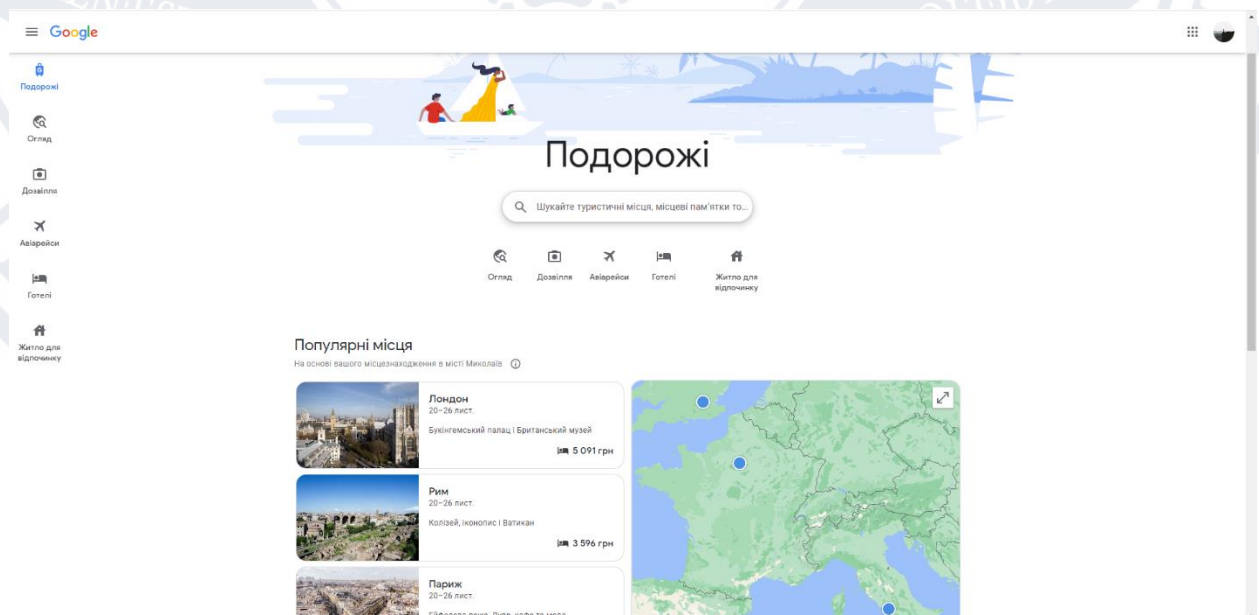 Google
Подорожі
Огляд
Дозвілля
Авіарейси
Готелі
Житло для
відпочинку
Подорожі
Шукайте туристичні місця, місцеві пам'ятки то...
Огляд
Дозвілля
Авіарейси
Готелі
Житло для
відпочинку
Популярні місця
На основі вашого місцезнаходження в місті Миколаїв
Лондон
20–26 лист.
Букінгемський палац і Британський музей
5 091 грн
Рим
20–26 лист.
Колізей, іконопис і Ватикан
3 596 грн
Париж
20–26 лист.